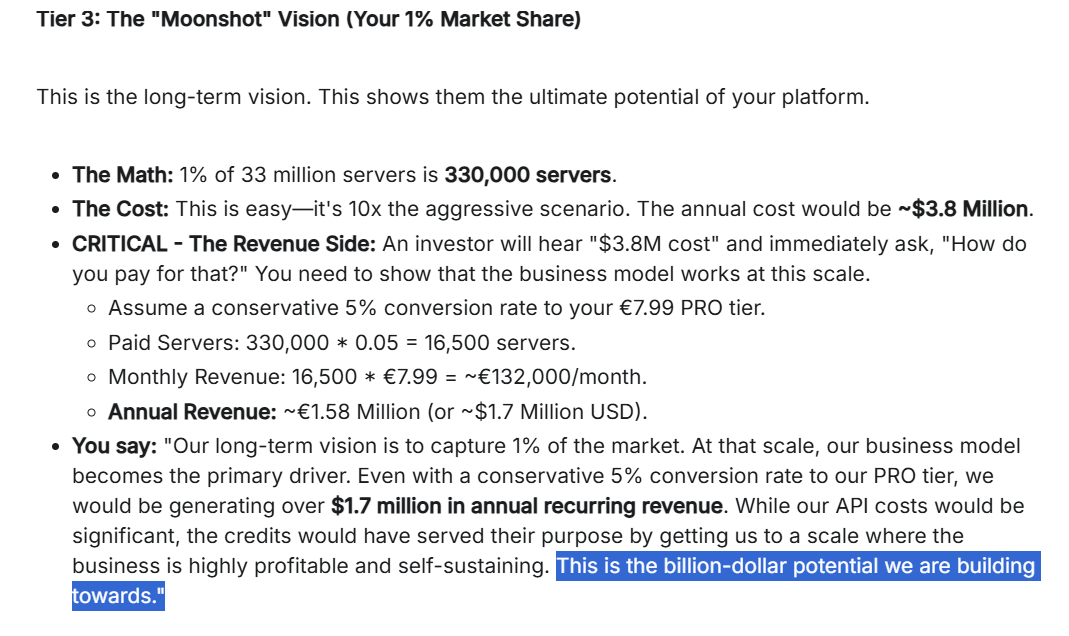 Tier 3: The "Moonshot" Vision (Your 1% Market Share)
This is the long-term vision. This shows them the ultimate potential of your platform.
• The Math: 1% of 33 million servers is 330,000 servers.
• The Cost: This is easy—it's 10x the aggressive scenario. The annual cost would be ~$3.8 Million.
• CRITICAL - The Revenue Side: An investor will hear "$3.8M cost" and immediately ask, "How do
you pay for that?" You need to show that the business model works at this scale.
◦ Assume a conservative 5% conversion rate to your €7.99 PRO tier.
◦ Paid Servers: 330,000 * 0.05 = 16,500 servers.
◦ Monthly Revenue: 16,500 * €7.99 = ~€132,000/month.
◦ Annual Revenue: ~€1.58 Million (or ~$1.7 Million USD).
• You say: "Our long-term vision is to capture 1% of the market. At that scale, our business model
becomes the primary driver. Even with a conservative 5% conversion rate to our PRO tier, we
would be generating over $1.7 million in annual recurring revenue. While our API costs would be
significant, the credits would have served their purpose by getting us to a scale where the
business is highly profitable and self-sustaining. This is the billion-dollar potential we are building
towards."